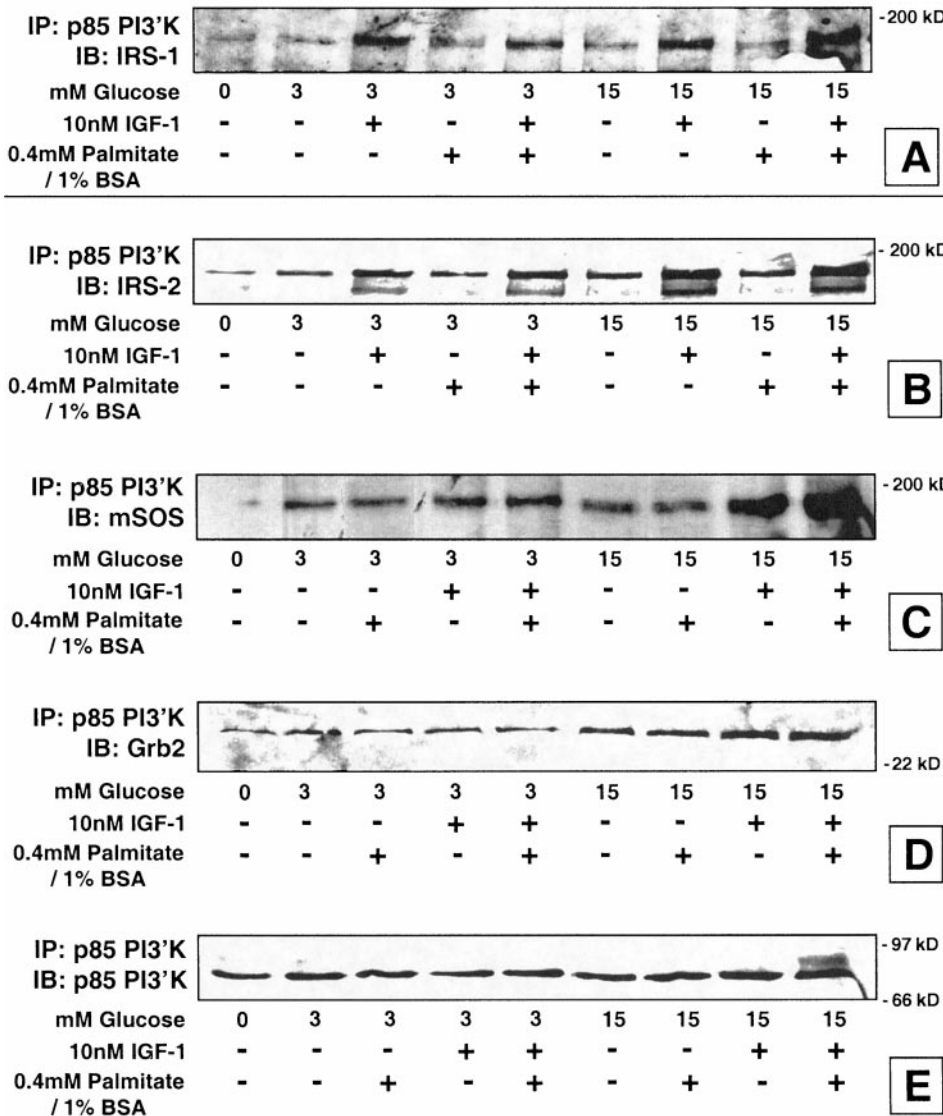 IP: p85 PI3'K
IB: IRS-1
- 200 kD
mM Glucose 0 3 3 3 3 15 15 15 15
10nM IGF-1 - - + - + - + - +
0.4mM Palmitate - - - + + - - + +
/ 1% BSA
A
IP: p85 PI3'K
IB: IRS-2
- 200 kD
mM Glucose 0 3 3 3 3 15 15 15 15
10nM IGF-1 - - + - + - + - +
0.4mM Palmitate - - - + + - - + +
/ 1% BSA
B
IP: p85 PI3'K
IB: mSOS
- 200 kD
mM Glucose 0 3 3 3 3 15 15 15 15
10nM IGF-1 - - - + + - - + +
0.4mM Palmitate - - + - + - + - +
/ 1% BSA
C
IP: p85 PI3'K
IB: Grb2
- 22 kD
mM Glucose 0 3 3 3 3 15 15 15 15
10nM IGF-1 - - - + + - - + +
0.4mM Palmitate - - + - + - + - +
/ 1% BSA
D
IP: p85 PI3'K
IB: p85 PI3'K
- 97 kD
- 66 kD
mM Glucose 0 3 3 3 3 15 15 15 15
10nM IGF-1 - - - + + - - + +
0.4mM Palmitate - - + - + - + - +
/ 1% BSA
E